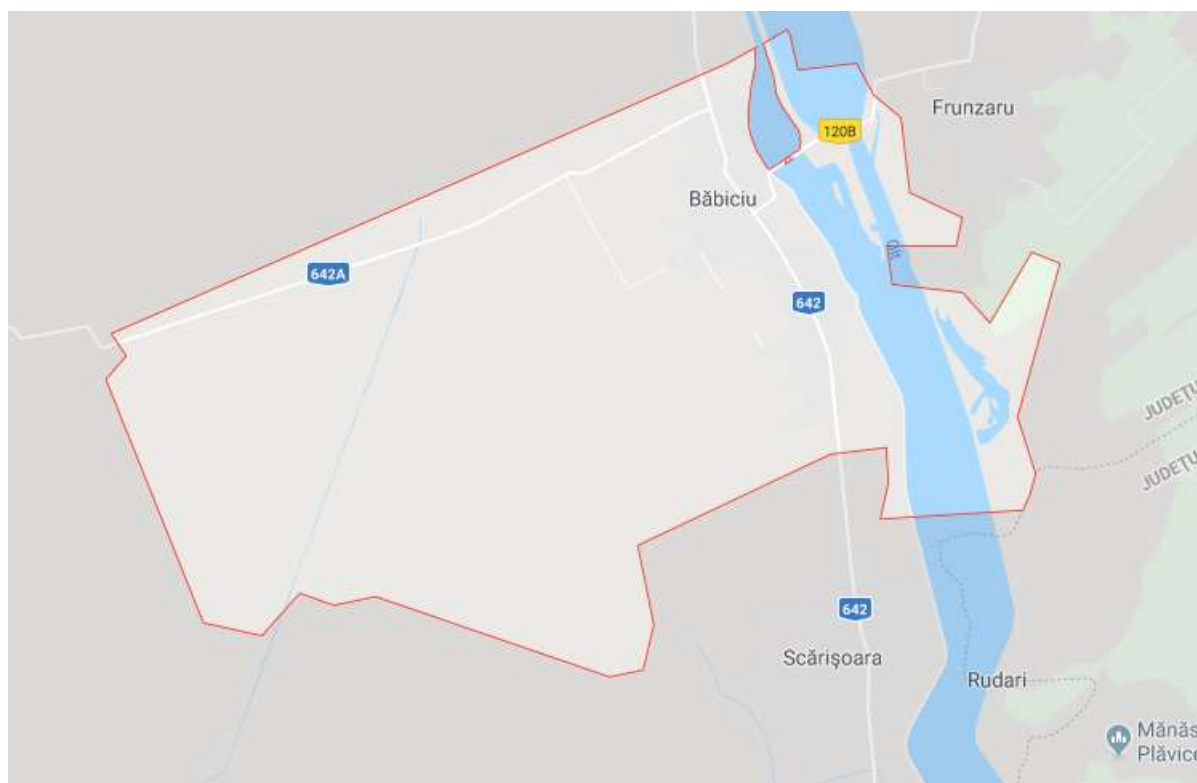 Frunzaru
120B
Băbiciu
Olt
642A
642
JUDEȚU
JUDEȚU
642
Scărișoara
Rudari
Mănăs
Plăvice